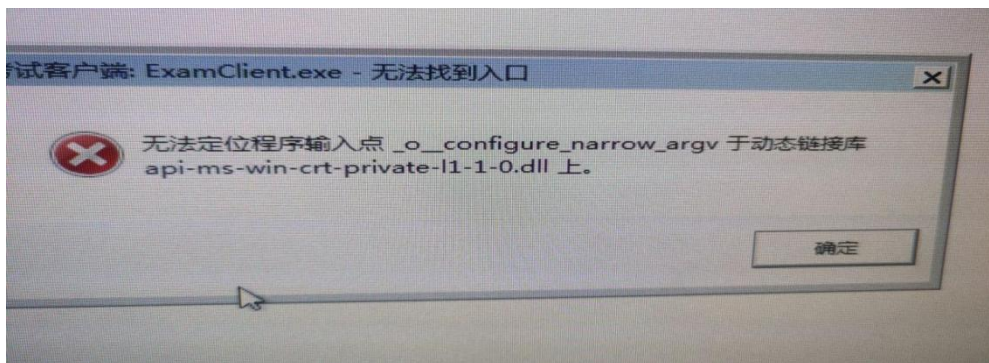 试客户端: ExamClient.exe - 无法找到入口
无法定位程序输入点 _o__configure_narrow_argv 于动态链接库
api-ms-win-crt-private-l1-1-0.dll 上。
确定